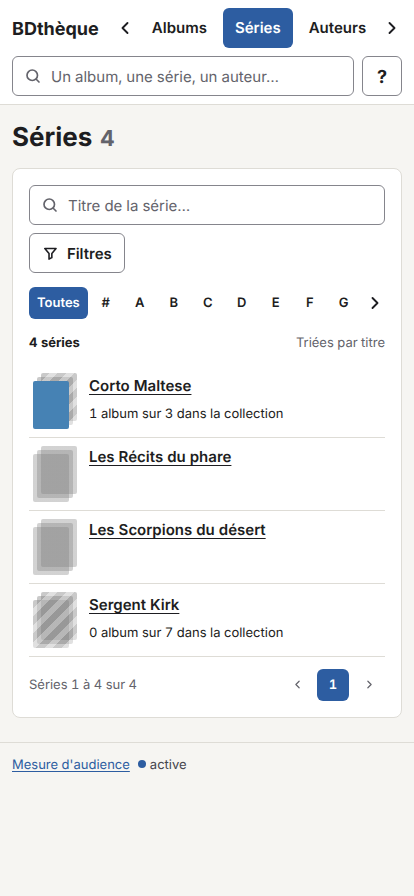 BDthèque Albums Séries Auteurs
Un album, une série, un auteur... ?
Séries 4
Titre de la série...
Filtres
Toutes # A B C D E F G
4 séries Triées par titre
Corto Maltese
1 album sur 3 dans la collection
Les Récits du phare
Les Scorpions du désert
Sergent Kirk
0 album sur 7 dans la collection
Séries 1 à 4 sur 4 1
Mesure d'audience active